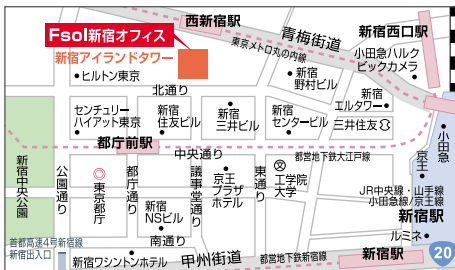 西新宿駅
Fsol新宿オフィス
新宿アイランドタワー
青梅街道
東京メトロ丸の内線
新宿西口駅
小田急ハルク
ビックカメラ
ヒルトン東京
新宿
野村ビル
北通り
新宿
エルタワー
センチュリー
ハイアット東京
新宿
住友ビル
新宿
三井ビル
新宿
センタービル
三井住友
小田急
都庁前駅
中央通り
都営地下鉄大江戸線
新宿中央公園
公園通り
東京都庁
都庁通り
議事堂通り
京王
プラザ
ホテル
東通り
文
工学院
大学
京王
JR中央線・山手線
小田急線/京王線
新宿駅
新宿
NSビル
ルミネ
南通り
首都高速4号新宿線
新宿出入口
新宿ワシントンホテル
甲州街道
都営地下鉄新宿線
新宿駅
20